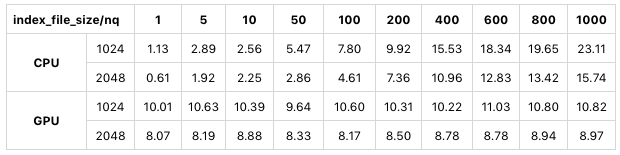 index_file_size/nq 1 5 10 50 100 200 400 600 800 1000
CPU 1024 1.13 2.89 2.56 5.47 7.80 9.92 15.53 18.34 19.65 23.11
2048 0.61 1.92 2.25 2.86 4.61 7.36 10.96 12.83 13.42 15.74
GPU 1024 10.01 10.63 10.39 9.64 10.60 10.31 10.22 11.03 10.80 10.82
2048 8.07 8.19 8.88 8.33 8.17 8.50 8.78 8.78 8.94 8.97